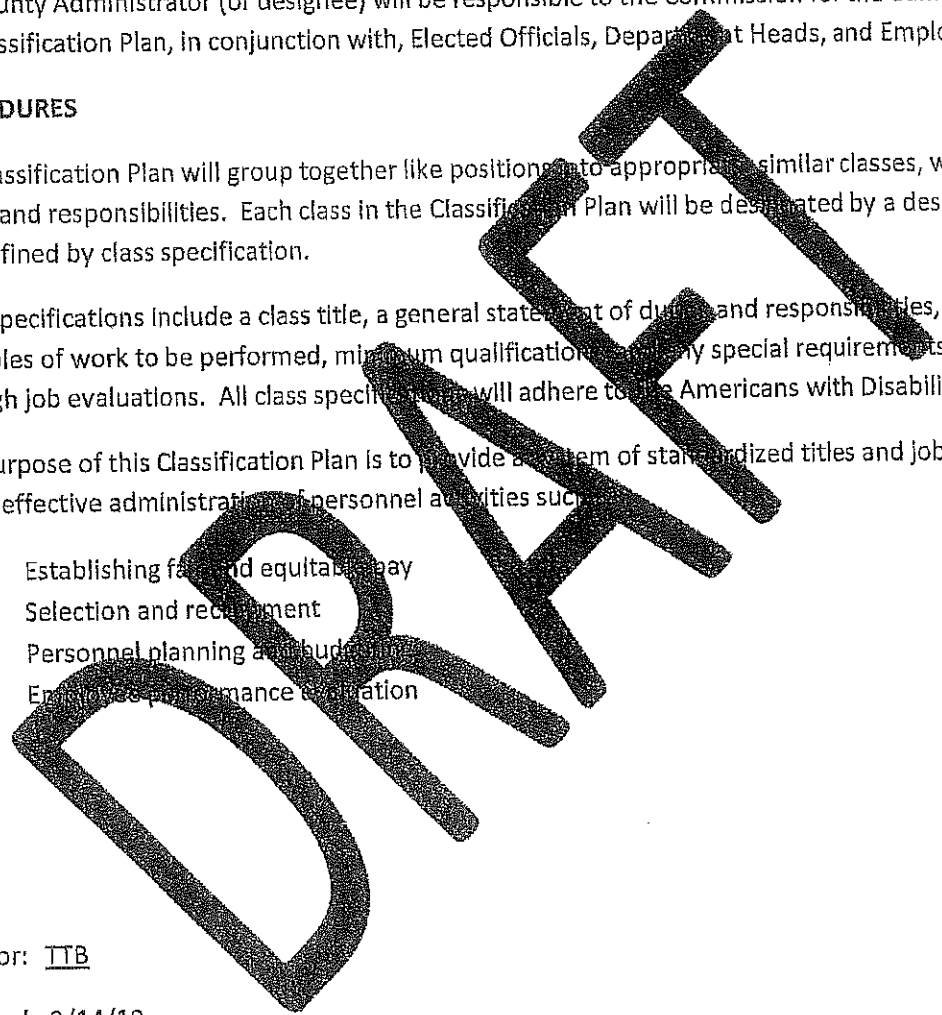 unty Administrator (or designee) will be responsible to the Commission for the
ssification Plan, in conjunction with, Elected Officials, Department Heads, and Emplo
DURES
assification Plan will group together like positions into appropriate similar classes, w
and responsibilities. Each class in the Classification Plan will be designated by a des
fined by class specification.
pecifications include a class title, a general statement of duties and responsibilities,
les of work to be performed, minimum qualifications and any special requirements
gh job evaluations. All class specifications will adhere to the Americans with Disabili
urpose of this Classification Plan is to provide a system of standardized titles and job
effective administration of personnel activities such
Establishing fair and equitable pay
Selection and recruitment
Personnel planning and budgeting
Employee performance evaluation
DRAFT
or: TTB